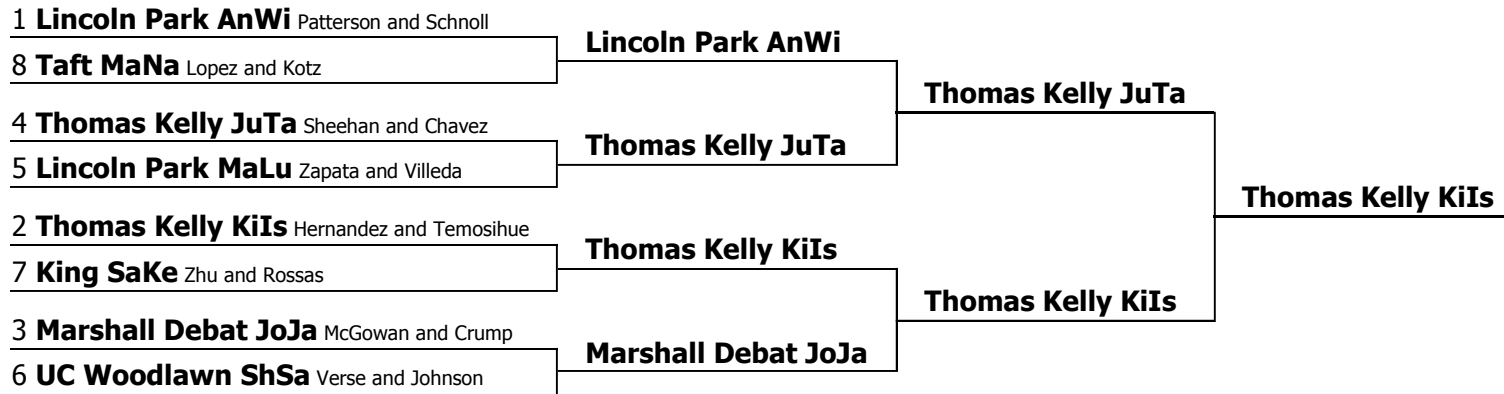 1 Lincoln Park AnWi Patterson and Schnoll
8 Taft MaNa Lopez and Kotz
4 Thomas Kelly JuTa Sheehan and Chavez
5 Lincoln Park MaLu Zapata and Villeda
2 Thomas Kelly KiIs Hernandez and Temosihue
7 King SaKe Zhu and Rossas
3 Marshall Debat JoJa McGowan and Crump
6 UC Woodlawn ShSa Verse and Johnson
Lincoln Park AnWi
Thomas Kelly JuTa
Thomas Kelly KiIs
Marshall Debat JoJa
Thomas Kelly JuTa
Thomas Kelly KiIs
Thomas Kelly KiIs